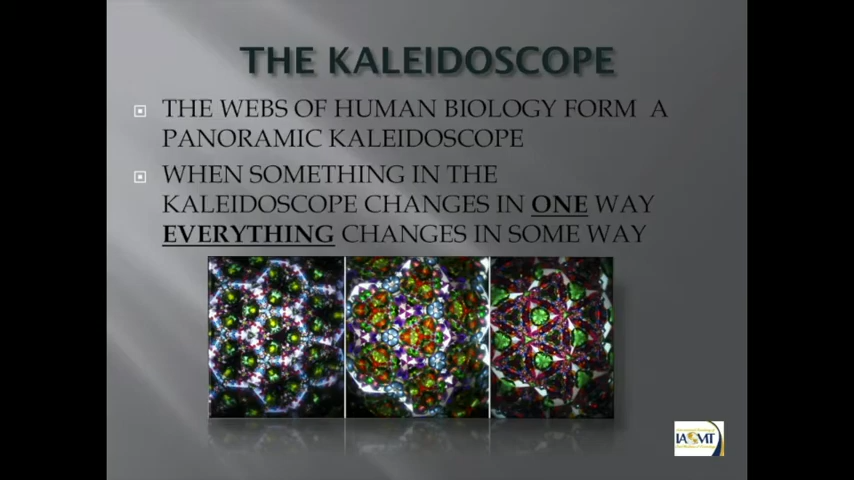 THE KALEIDOSCOPE
THE WEBS OF HUMAN BIOLOGY FORM A
PANORAMIC KALEIDOSCOPE
WHEN SOMETHING IN THE
KALEIDOSCOPE CHANGES IN ONE WAY
EVERYTHING CHANGES IN SOME WAY